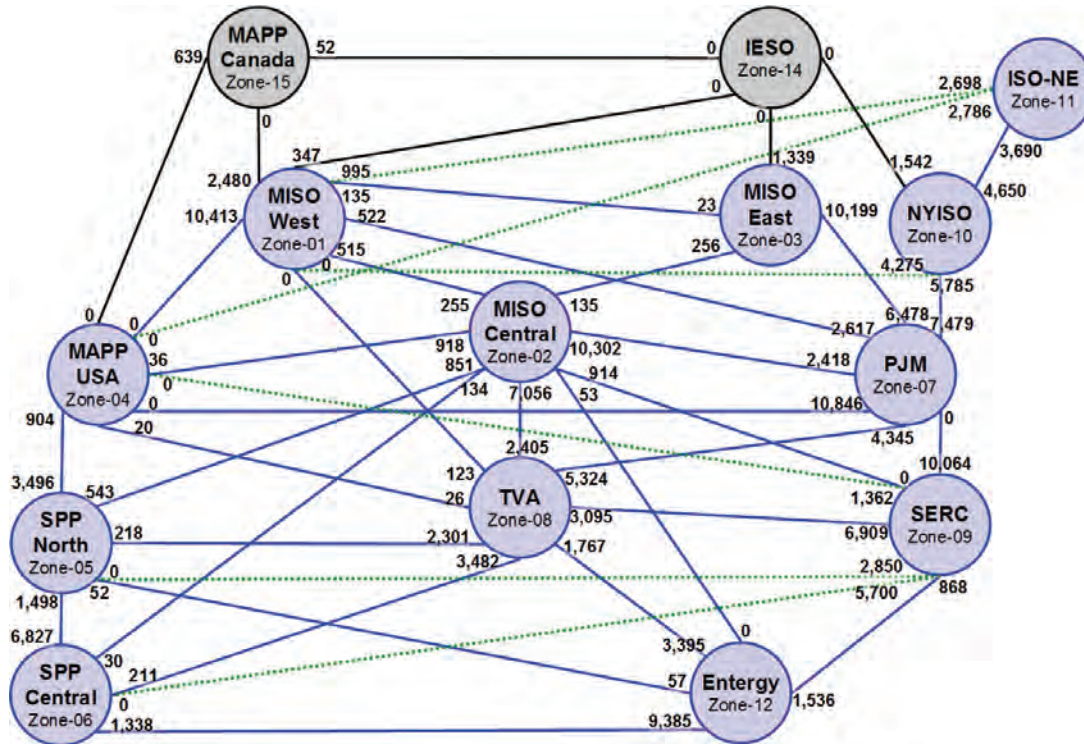 MAPP
Canada
Zone-15
639
52
0
0
IESO
Zone-14
0
0
0
0
ISO-NE
Zone-11
2,698
2,786
3,690
4,650
1,542
1,339
347
995
135
522
515
2,480
10,413
MISO
West
Zone-01
0
0
23
MISO
East
Zone-03
10,199
256
NYISO
Zone-10
4,275
5,785
255
MISO
Central
Zone-02
135
918
851
134
7,056
53
914
10,302
6,478
7,479
2,617
2,418
PJM
Zone-07
10,846
0
4,345
0
0
0
MAPP
USA
Zone-04
36
0
0
20
904
3,496
543
SPP
North
Zone-05
218
0
52
1,498
2,405
123
26
TVA
Zone-08
5,324
3,095
2,301
3,482
1,767
10,064
0
1,362
SERC
Zone-09
6,909
2,850
5,700
868
6,827
SPP
Central
Zone-06
30
211
0
1,338
0
3,395
57
Entergy
Zone-12
1,536
9,385